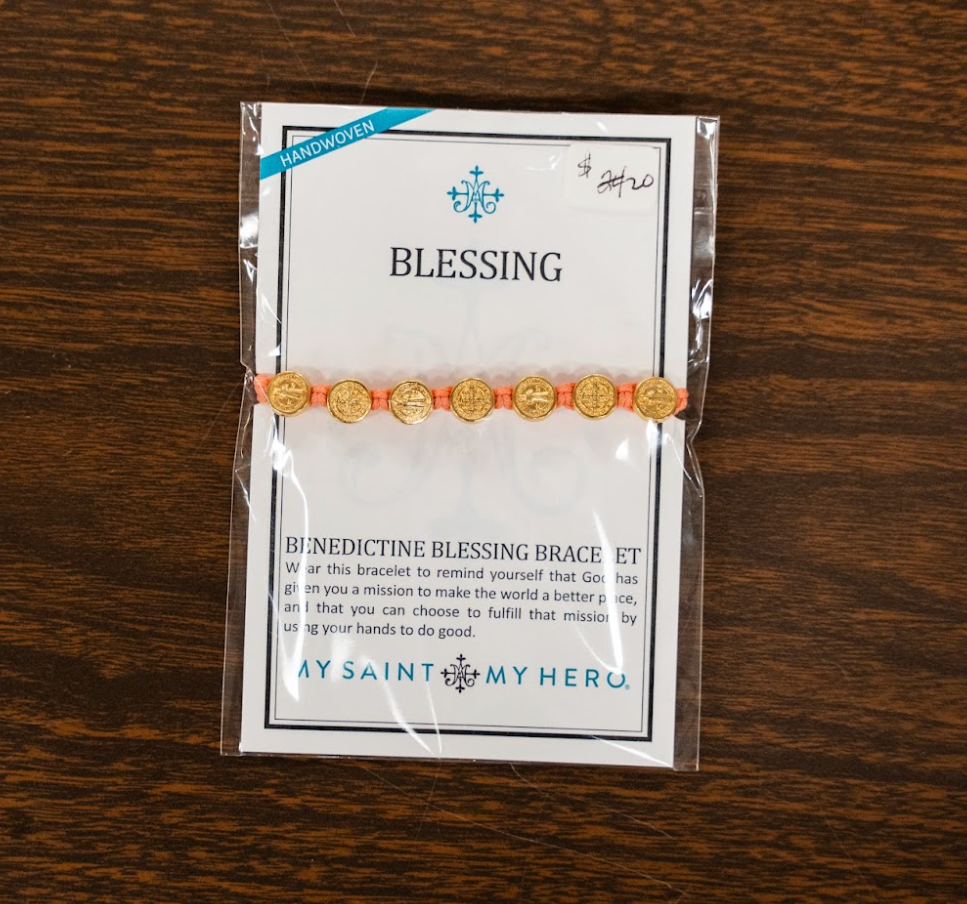 HANDWOVEN
$ 20
BLESSING
BENEDICTINE BLESSING BRACELET
Wear this bracelet to remind yourself that God has
given you a mission to make the world a better place,
and that you can choose to fulfill that mission by
using your hands to do good.
MY SAINT MY HERO®